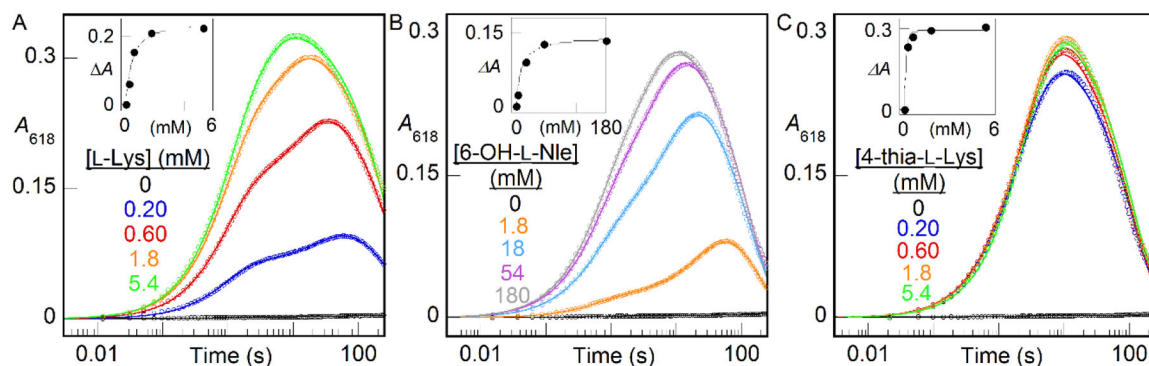 A
0.3
0.15
0
A618
0.2
ΔA
0
0
(mM)
6
[L-Lys] (mM)
0
0.20
0.60
1.8
5.4
0.01
Time (s)
100
B
0.3
0.15
0
A618
0.15
ΔA
0
0
(mM)
180
[6-OH-L-Nle]
(mM)
0
1.8
18
54
180
0.01
Time (s)
100
C
0.3
0.15
0
A618
0.3
ΔA
0
0
(mM)
6
[4-thia-L-Lys]
(mM)
0
0.20
0.60
1.8
5.4
0.01
Time (s)
100